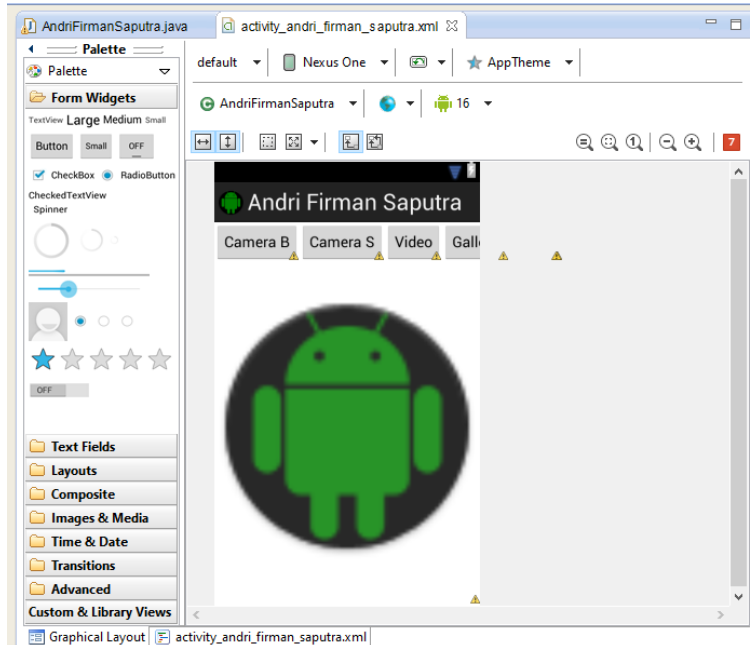 AndriFirmanSaputra.java
activity_andri_firman_saputra.xml
Palette
Palette
Form Widgets
TextView Large Medium Small
Button Small OFF
CheckBox RadioButton
CheckedTextView
Spinner
OFF
Text Fields
Layouts
Composite
Images & Media
Time & Date
Transitions
Advanced
Custom & Library Views
default Nexus One AppTheme
AndriFirmanSaputra 16
1 7
Andri Firman Saputra
Camera B Camera S Video Gall
Graphical Layout activity_andri_firman_saputra.xml